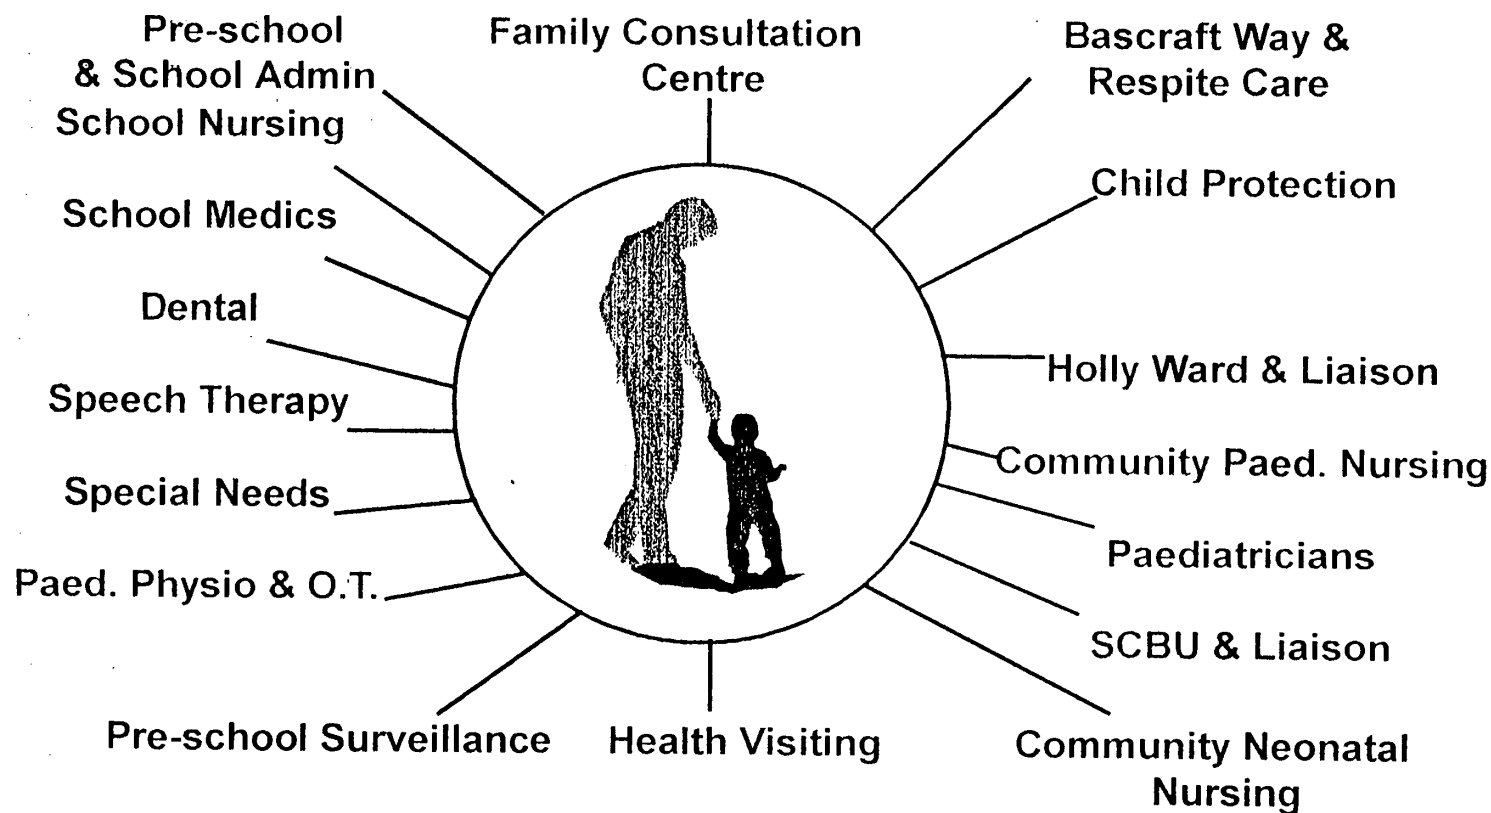 Pre-school
& School Admin
School Nursing
School Medics
Dental
Speech Therapy
Special Needs
Paed. Physio & O.T.
Pre-school Surveillance
Family Consultation
Centre
Health Visiting
Bascraft Way &
Respite Care
Child Protection
Holly Ward & Liaison
Community Paed. Nursing
Paediatricians
SCBU & Liaison
Community Neonatal
Nursing